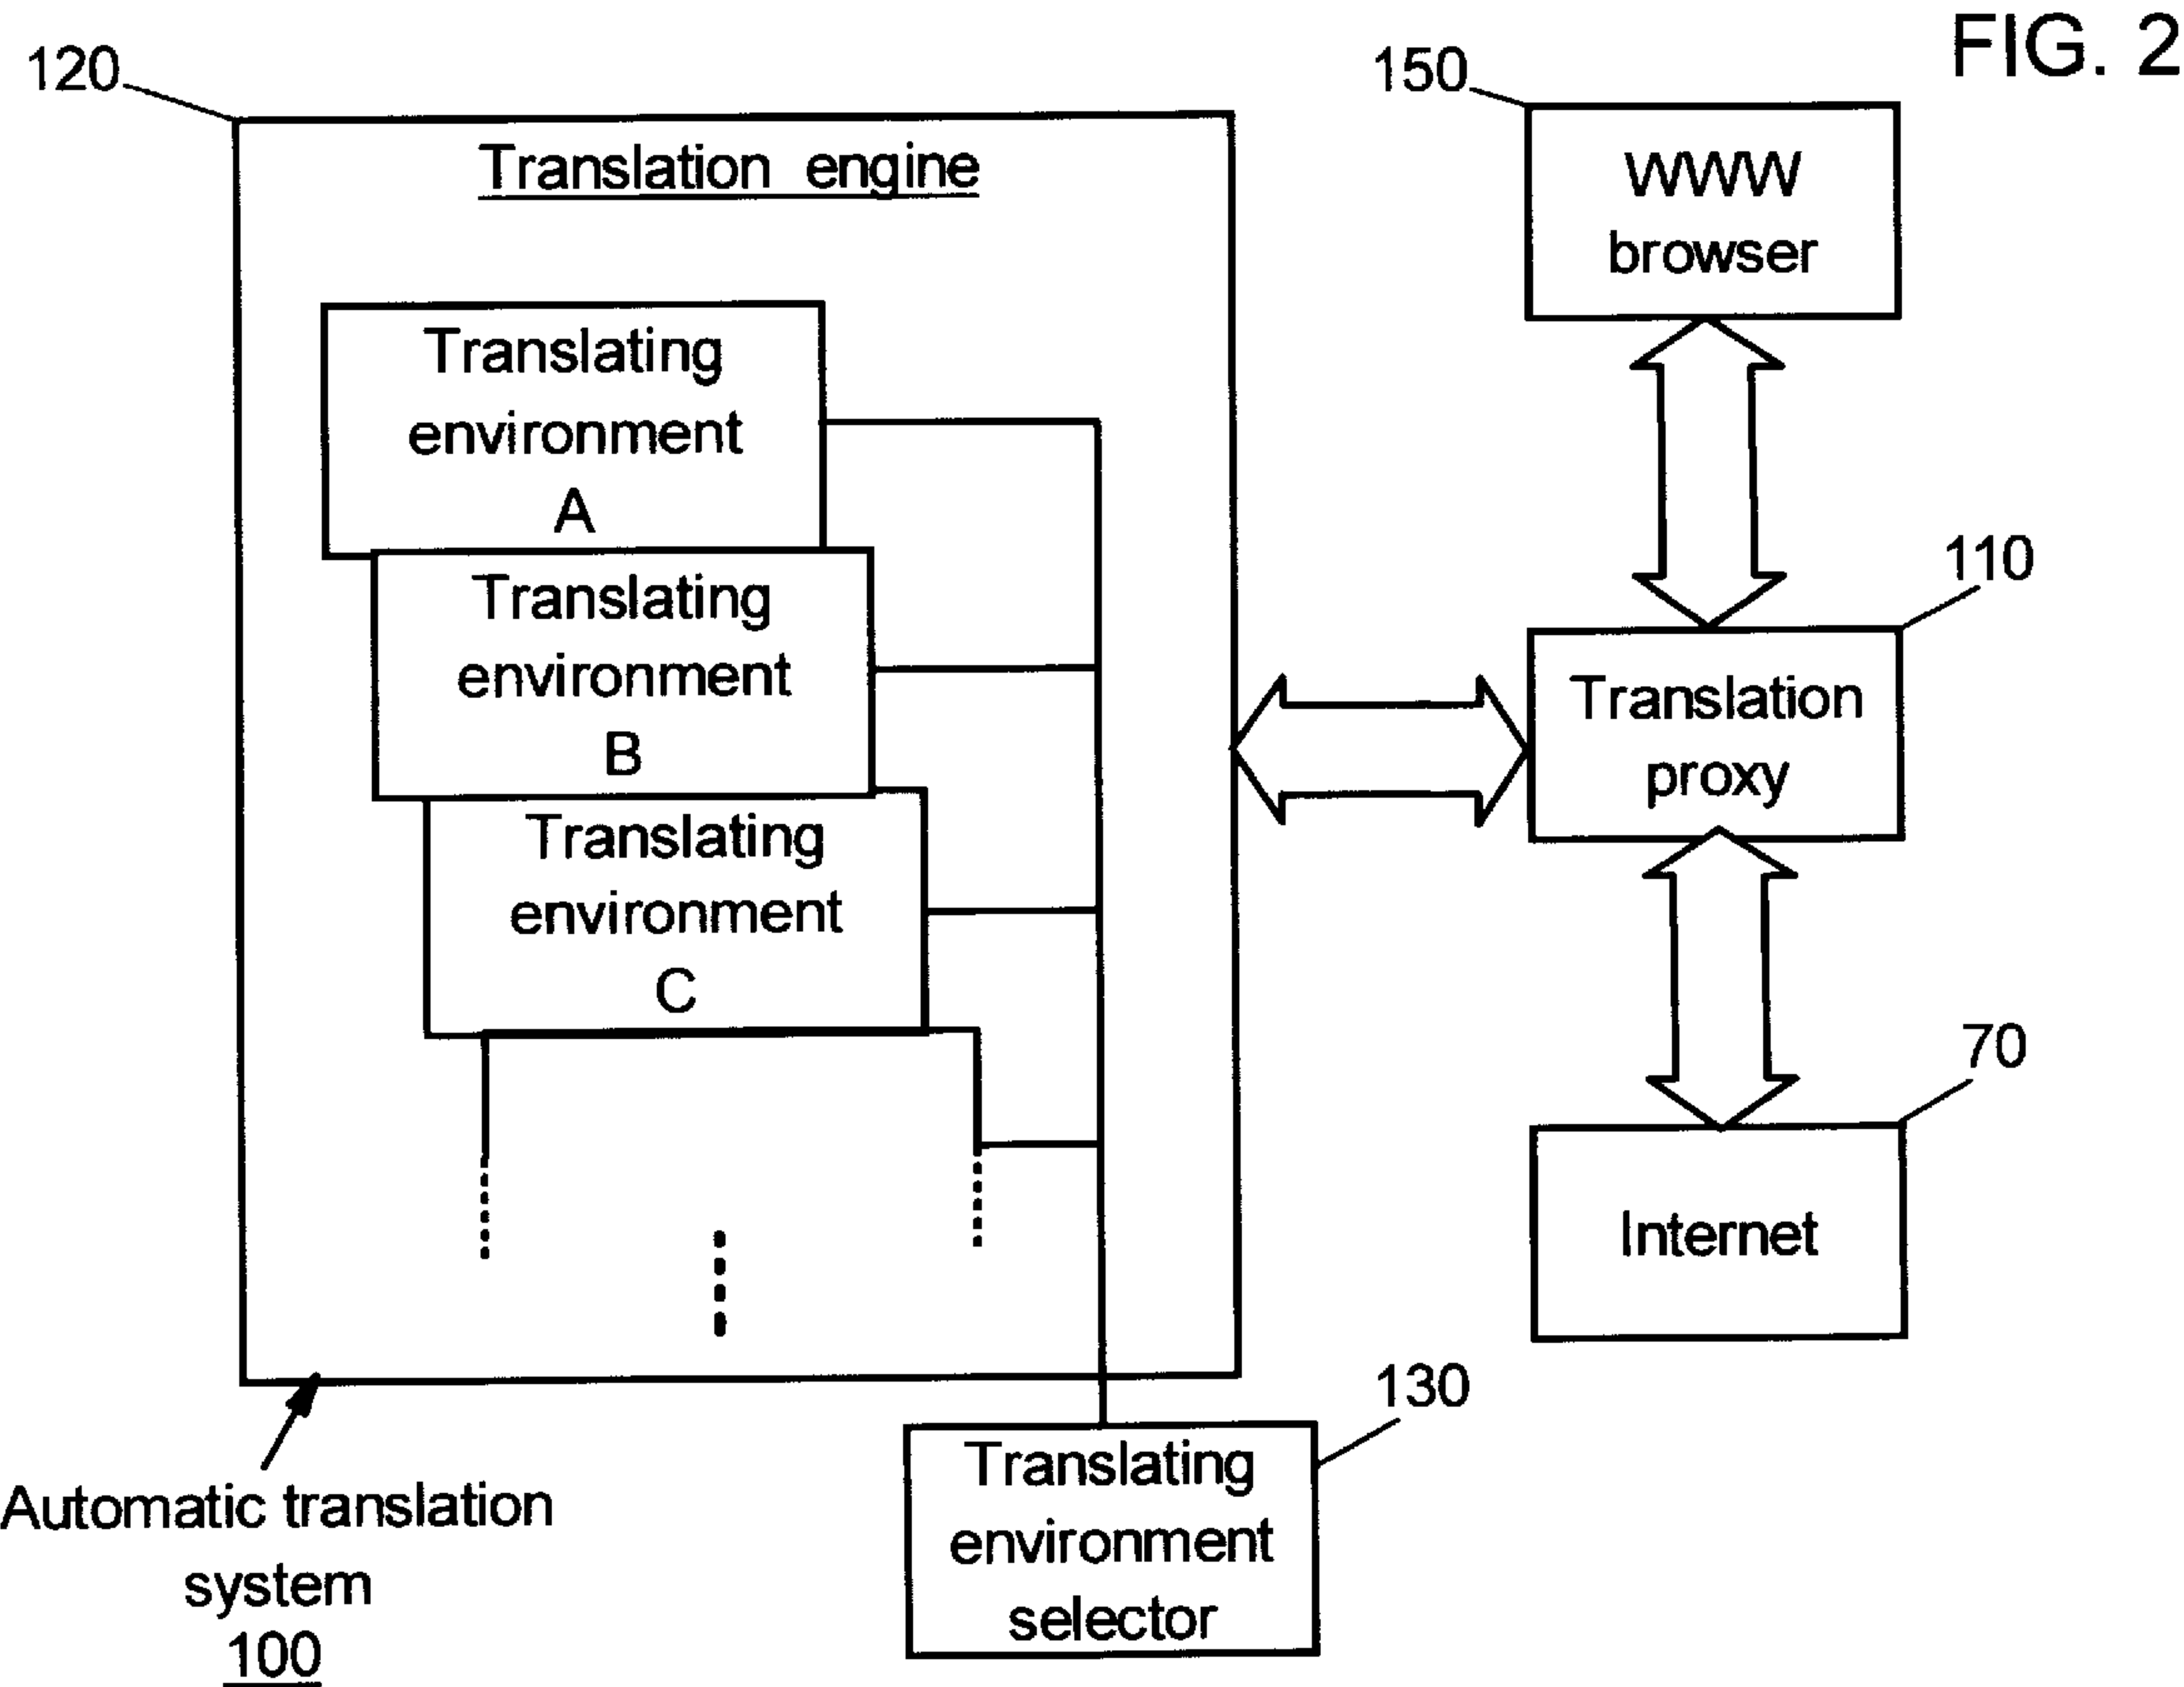 FIG. 2
120
150
Translation engine
WWW
browser
Translating
environment
A
110
Translating
environment
B
Translation
proxy
Translating
environment
C
70
Internet
130
Translating
environment
selector
Automatic translation
system
100